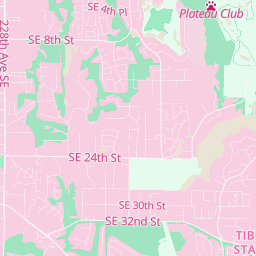 SE 4th Pl
Plateau Club
SE 8th St
228th Ave SE
SE 24th St
SE 30th St
SE 32nd St
TIB
STA